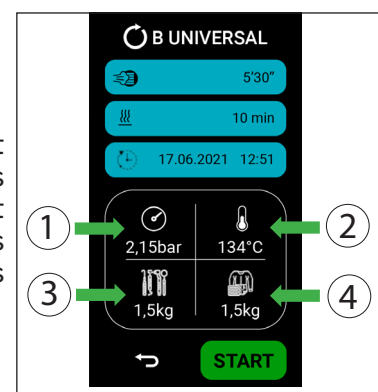 B UNIVERSAL
5'30"
10 min
17.06.2021 12:51
1
2
2,15bar
134°C
3
4
1,5kg
1,5kg
START